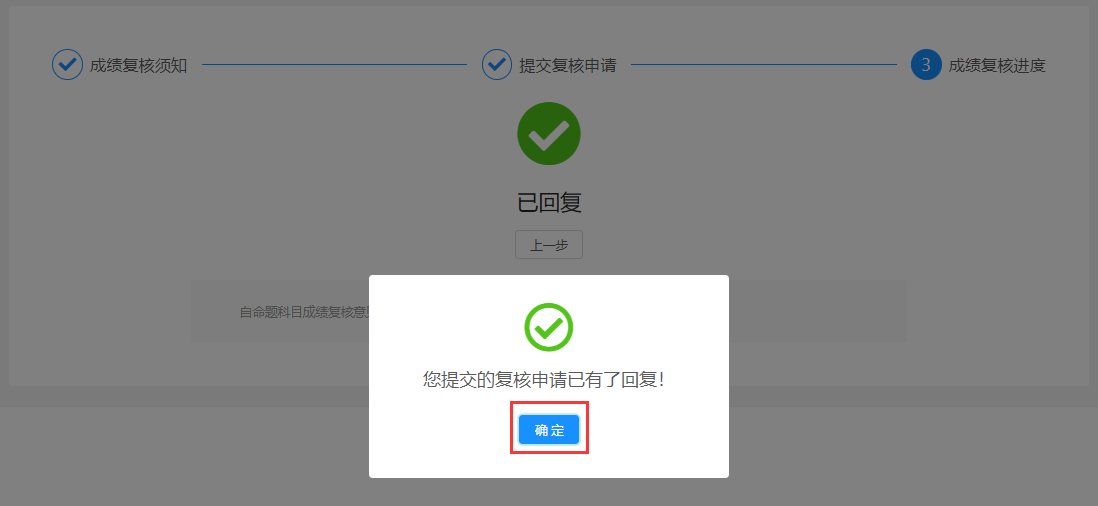 成绩复核须知
提交复核申请
3 成绩复核进度
已回复
上一步
自命题科目成绩复核意
您提交的复核申请已有了回复！
确定